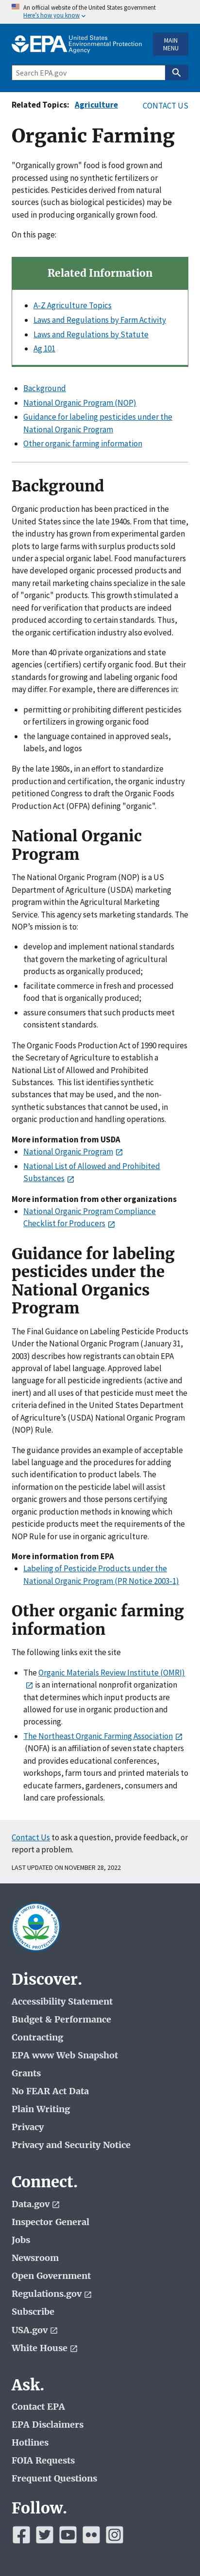 An official website of the United States government
Here's how you know
EPA United States
Environmental Protection
Agency
MAIN
MENU
Search EPA.gov
Related Topics: Agriculture
CONTACT US
Organic Farming
"Organically grown" food is food grown and
processed using no synthetic fertilizers or
pesticides. Pesticides derived from natural
sources (such as biological pesticides) may be
used in producing organically grown food.
On this page:
Related Information
A-Z Agriculture Topics
Laws and Regulations by Farm Activity
Laws and Regulations by Statute
Ag 101
Background
National Organic Program (NOP)
Guidance for labeling pesticides under the
National Organic Program
Other organic farming information
Background
Organic production has been practiced in the
United States since the late 1940s. From that time,
the industry has grown from experimental garden
plots to large farms with surplus products sold
under a special organic label. Food manufacturers
have developed organic processed products and
many retail marketing chains specialize in the sale
of "organic" products. This growth stimulated a
need for verification that products are indeed
produced according to certain standards. Thus,
the organic certification industry also evolved.
More than 40 private organizations and state
agencies (certifiers) certify organic food. But their
standards for growing and labeling organic food
may differ. For example, there are differences in:
permitting or prohibiting different pesticides
or fertilizers in growing organic food
the language contained in approved seals,
labels, and logos
By the late 1980s, in an effort to standardize
production and certification, the organic industry
petitioned Congress to draft the Organic Foods
Production Act (OFPA) defining "organic".
National Organic
Program
The National Organic Program (NOP) is a US
Department of Agriculture (USDA) marketing
program within the Agricultural Marketing
Service. This agency sets marketing standards. The
NOP's mission is to:
develop and implement national standards
that govern the marketing of agricultural
products as organically produced;
facilitate commerce in fresh and processed
food that is organically produced;
assure consumers that such products meet
consistent standards.
The Organic Foods Production Act of 1990 requires
the Secretary of Agriculture to establish a
National List of Allowed and Prohibited
Substances. This list identifies synthetic
substances that may be used, and the non-
synthetic substances that cannot be used, in
organic production and handling operations.
More information from USDA
National Organic Program
National List of Allowed and Prohibited
Substances
More information from other organizations
National Organic Program Compliance
Checklist for Producers
Guidance for labeling
pesticides under the
National Organics
Program
The Final Guidance on Labeling Pesticide Products
Under the National Organic Program (January 31,
2003) describes how registrants can obtain EPA
approval of label language. Approved label
language for all pesticide ingredients (active and
inert) and all uses of that pesticide meet criteria
defined in the United States Department of
Agriculture's (USDA) National Organic Program
(NOP) Rule.
The guidance provides an example of acceptable
label language and the procedures for adding
such labeling to product labels. The information
on the pesticide label will assist existing organic
growers and those persons considering certifying
organic production methods in knowing which
pesticide products meet the requirements of the
NOP Rule for use in organic agriculture.
More information from EPA
Labeling of Pesticide Products under the
National Organic Program (PR Notice 2003-1)
Other organic farming
information
The following links exit the site
The Organic Materials Review Institute (OMRI)
is an international nonprofit organization
that determines which input products are
allowed for use in organic production and
processing.
The Northeast Organic Farming Association
(NOFA) is an affiliation of seven state chapters
and provides educational conferences,
workshops, farm tours and printed materials to
educate farmers, gardeners, consumers and
land care professionals.
Contact Us to ask a question, provide feedback, or
report a problem.
LAST UPDATED ON NOVEMBER 28, 2022
Discover.
Accessibility Statement
Budget & Performance
Contracting
EPA www Web Snapshot
Grants
No FEAR Act Data
Plain Writing
Privacy
Privacy and Security Notice
Connect.
Data.gov
Inspector General
Jobs
Newsroom
Open Government
Regulations.gov
Subscribe
USA.gov
White House
Ask.
Contact EPA
EPA Disclaimers
Hotlines
FOIA Requests
Frequent Questions
Follow.